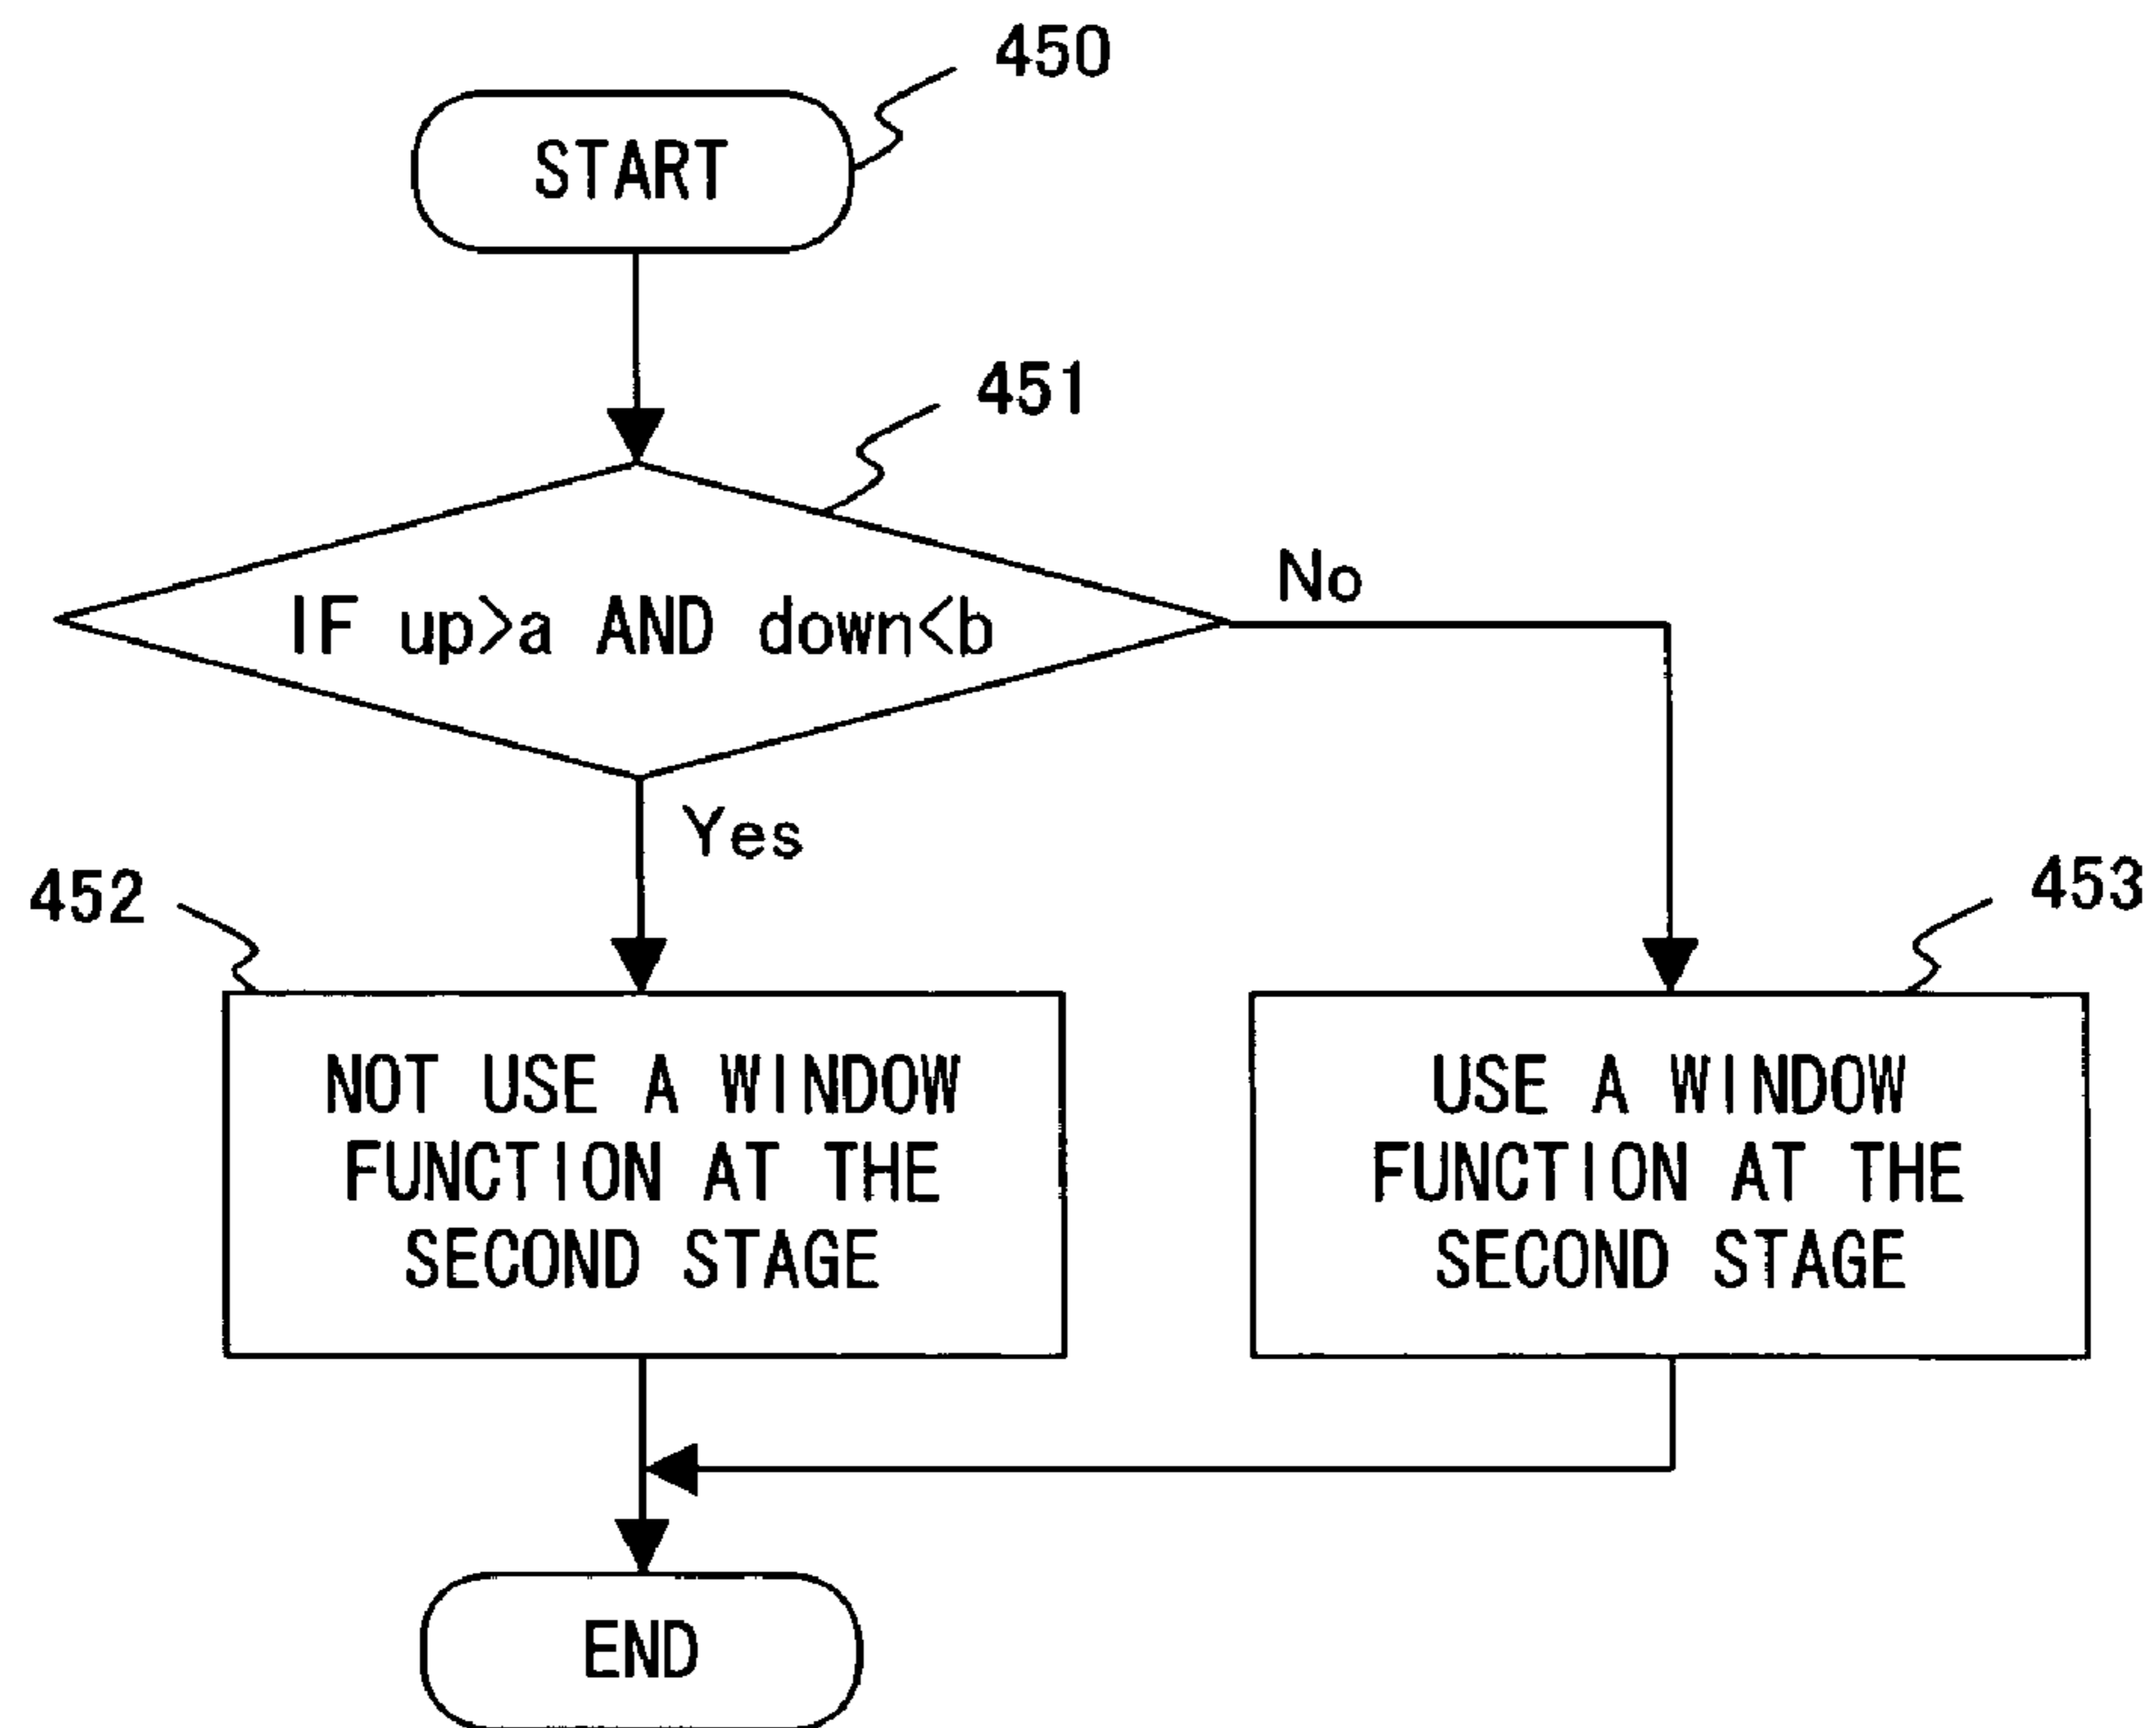 450
START
451
IF up>a AND down<b
No
Yes
452
453
NOT USE A WINDOW
FUNCTION AT THE
SECOND STAGE
USE A WINDOW
FUNCTION AT THE
SECOND STAGE
END